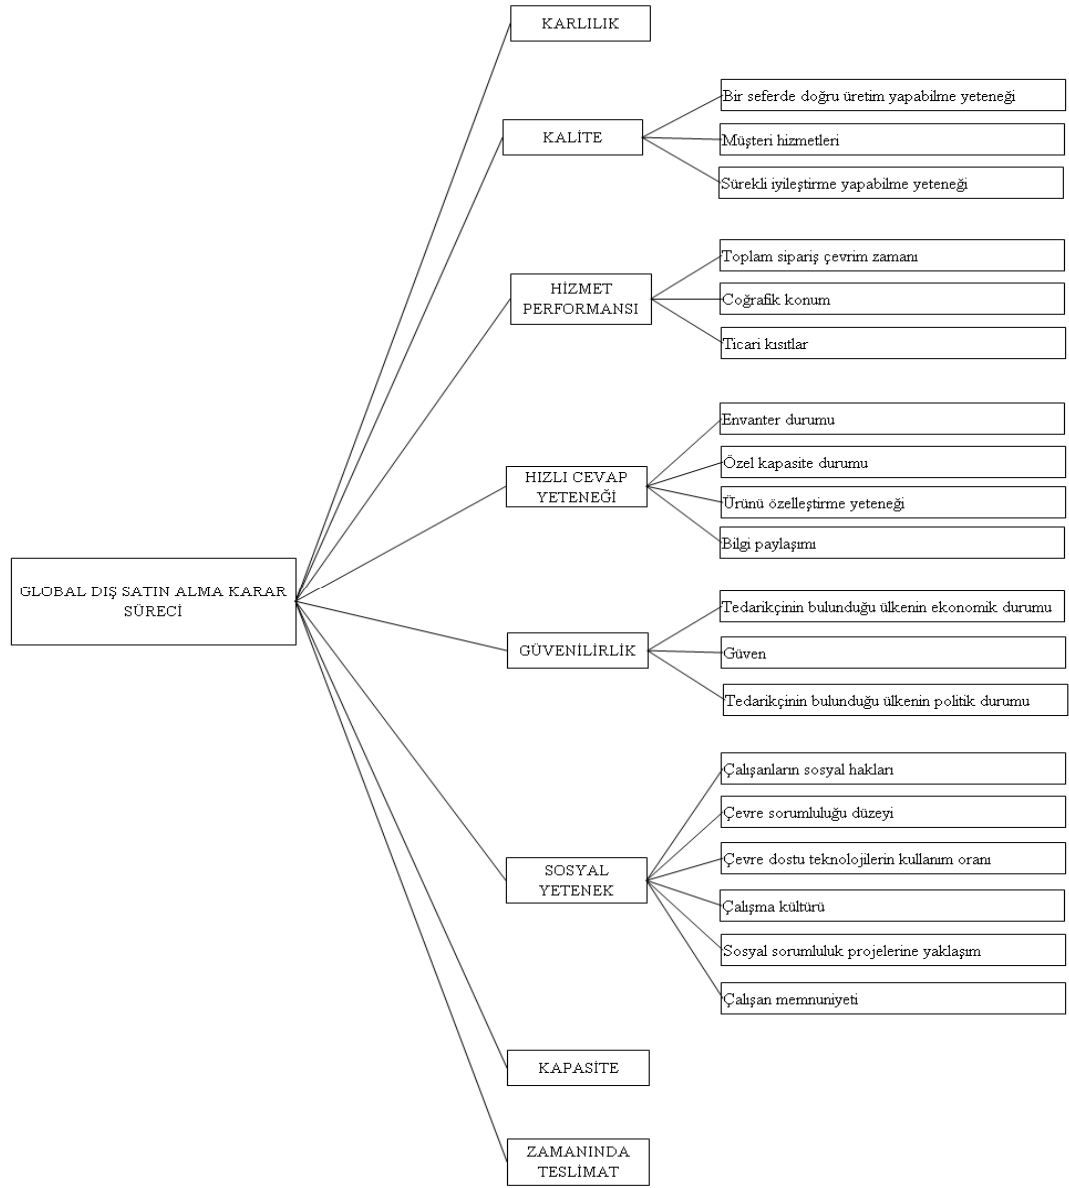 KARLILIK
KALİTE
Bir seferde doğru üretim yapabilme yeteneği
Müşteri hizmetleri
Sürekli iyileştirme yapabilme yeteneği
HİZMET
PERFORMANSI
Toplam sipariş çevrim zamanı
Coğrafik konum
Ticari kısıtlar
HIZLI CEVAP
YETENEĞİ
Envanter durumu
Özel kapasite durumu
Ürünü özelleştirme yeteneği
Bilgi paylaşımı
GLOBAL DIŞ SATIN ALMA KARAR
SÜRECİ
GÜVENİLİRLİK
Tedarikçinin bulunduğu ülkenin ekonomik durumu
Güven
Tedarikçinin bulunduğu ülkenin politik durumu
SOSYAL
YETENEK
Çalışanların sosyal hakları
Çevre sorumluluğu düzeyi
Çevre dostu teknolojilerin kullanım oranı
Çalışma kültürü
Sosyal sorumluluk projelerine yaklaşım
Çalışan memnuniyeti
KAPASİTE
ZAMANINDA
TESLİMAT